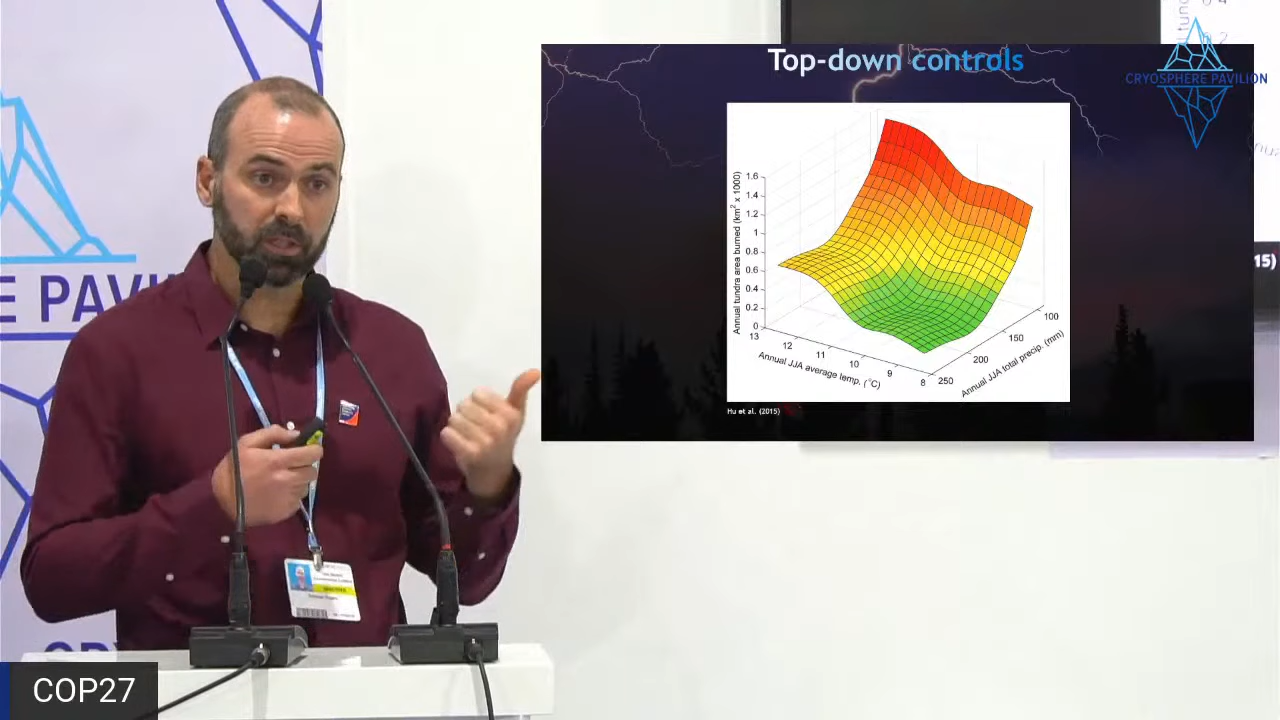 Top-down controls
CRYOSPHERE PAVILION
Annual tundra area burned (km² x 1000)
1.6
1.4
1.2
1
0.8
0.6
0.4
0.2
0
13
12
11
10
9
8
Annual JJA average temp. (°C)
100
150
200
250
Annual JJA total precip. (mm)
Hu et al. (2015)
15)
E PAVI
COP27